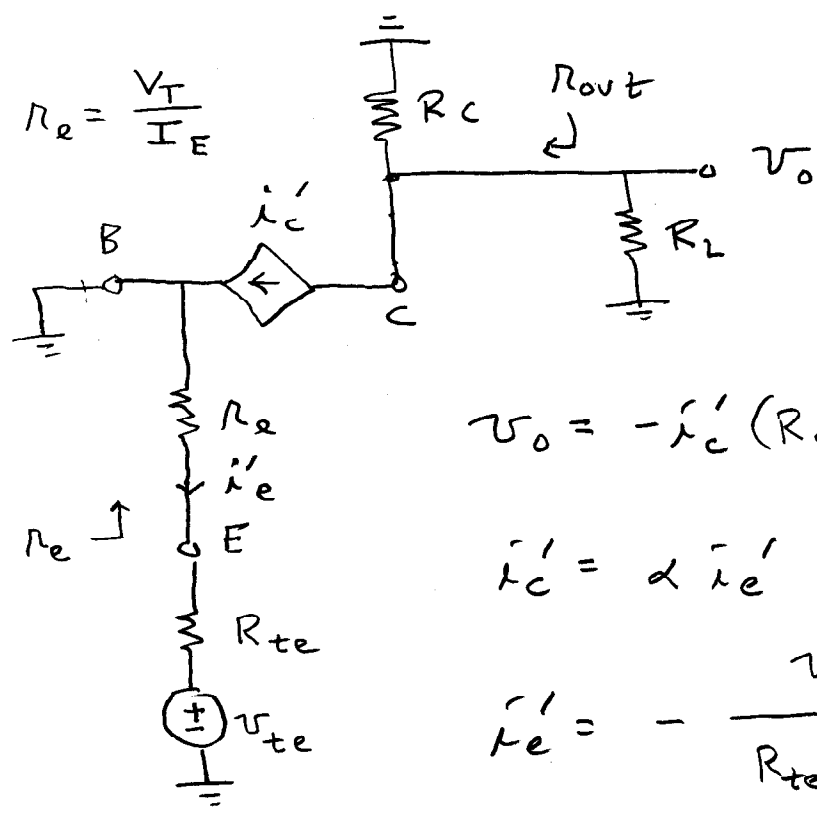 r_e = V_T / I_E
R_C
r_out
v_o
R_L
B
i_c'
C
r_e
i_e'
r_e
E
R_te
v_te
v_o = -i_c' (R
i_c' = α i_e'
i_e' = - v / R_te